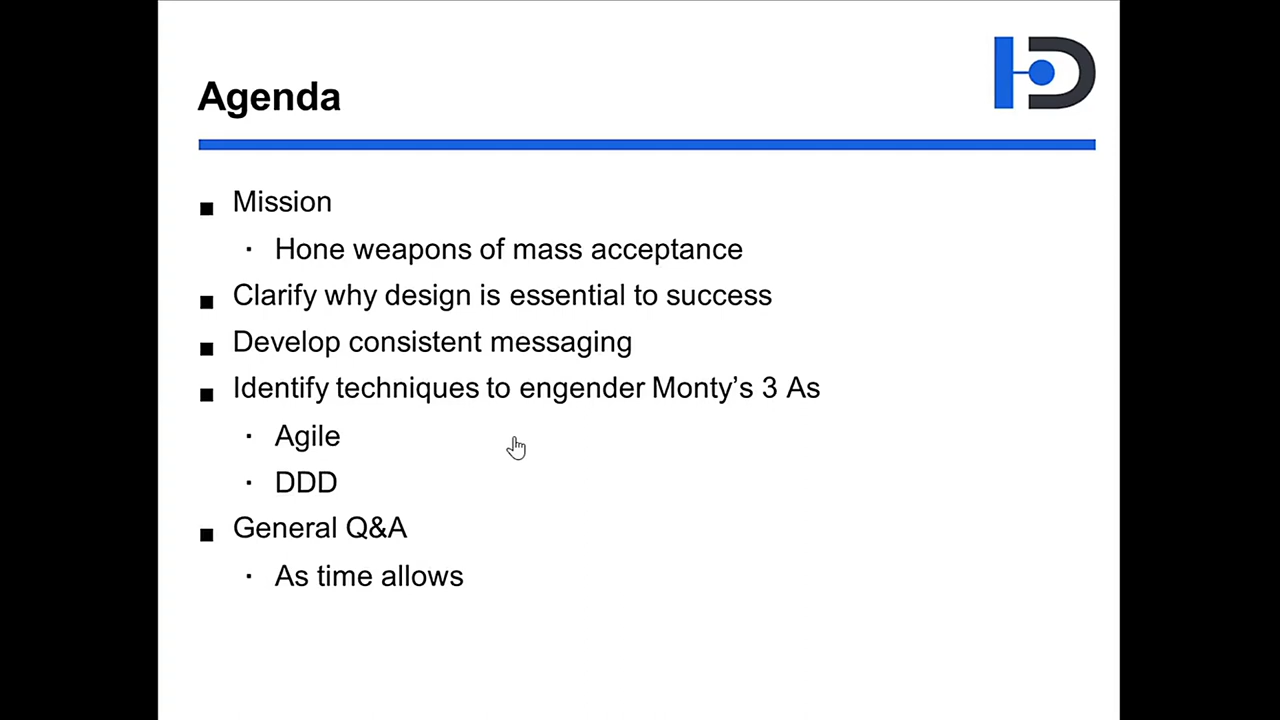 Agenda
Mission
Hone weapons of mass acceptance
Clarify why design is essential to success
Develop consistent messaging
Identify techniques to engender Monty’s 3 As
Agile
DDD
General Q&A
As time allows